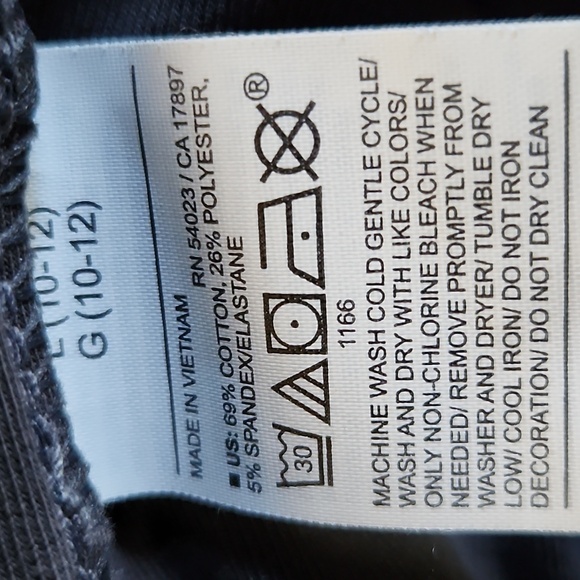 L (10-12)
G (10-12)
MADE IN VIETNAM RN 54023 / CA 17897
■ US: 69% COTTON, 26% POLYESTER,
5% SPANDEX/ELASTANE
30 ®
1166
MACHINE WASH COLD GENTLE CYCLE/
WASH AND DRY WITH LIKE COLORS/
ONLY NON-CHLORINE BLEACH WHEN
NEEDED/ REMOVE PROMPTLY FROM
WASHER AND DRYER/ TUMBLE DRY
LOW/ COOL IRON/ DO NOT IRON
DECORATION/ DO NOT DRY CLEAN